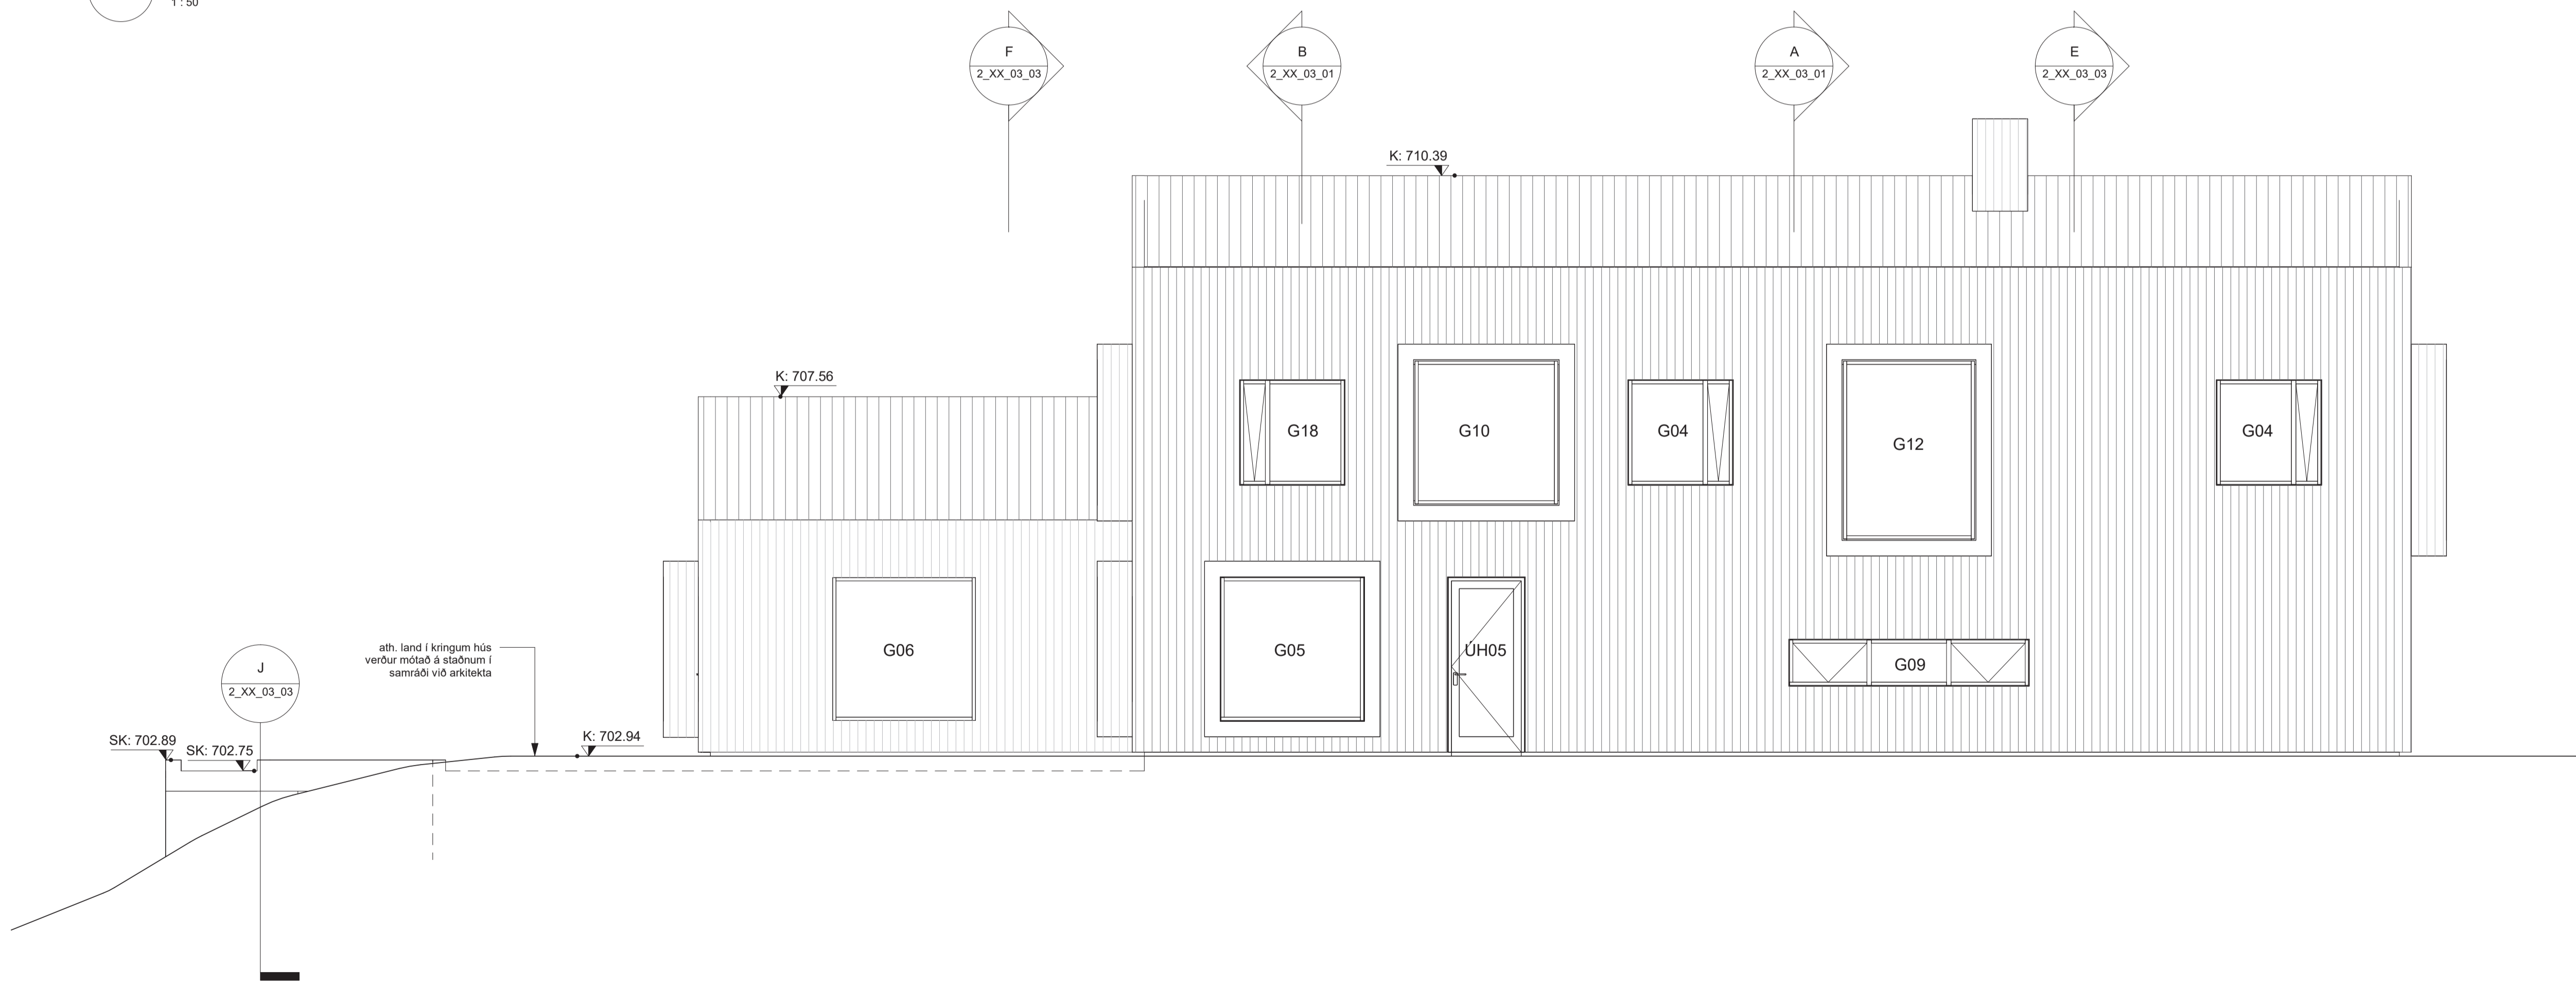 1 : 50
F
2_XX_03_03
B
2_XX_03_01
A
2_XX_03_01
E
2_XX_03_03
K: 710.39
K: 707.56
G18
G10
G04
G12
G04
G06
G05
ÚH05
G09
ath. land í kringum hús
verður mótað á staðnum í
samráði við arkitekta
J
2_XX_03_03
SK: 702.89
SK: 702.75
K: 702.94